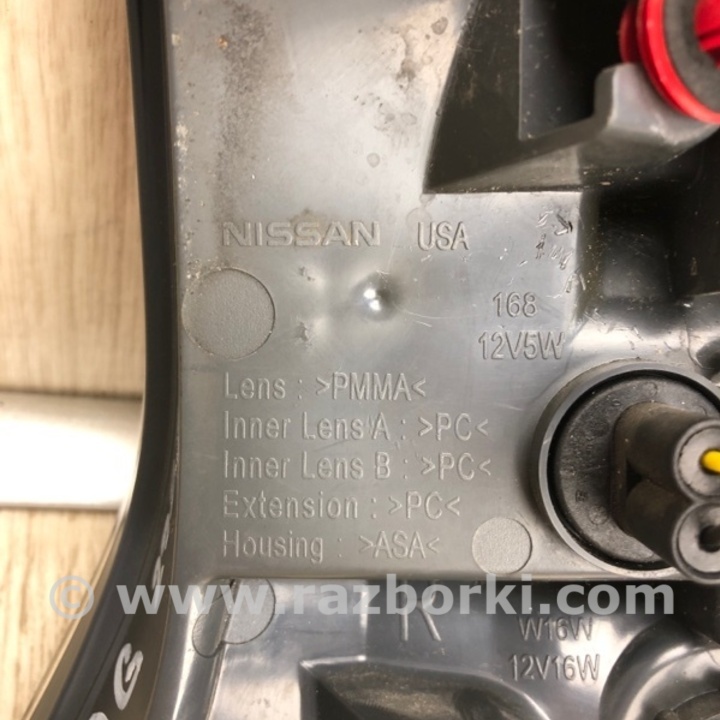 NISSAN USA
168
12V5W
Lens : >PMMA<
Inner Lens A : >PC<
Inner Lens B : >PC<
Extension : >PC<
Housing : >ASA<
© www.razborki.com
K
W16W
12V16W